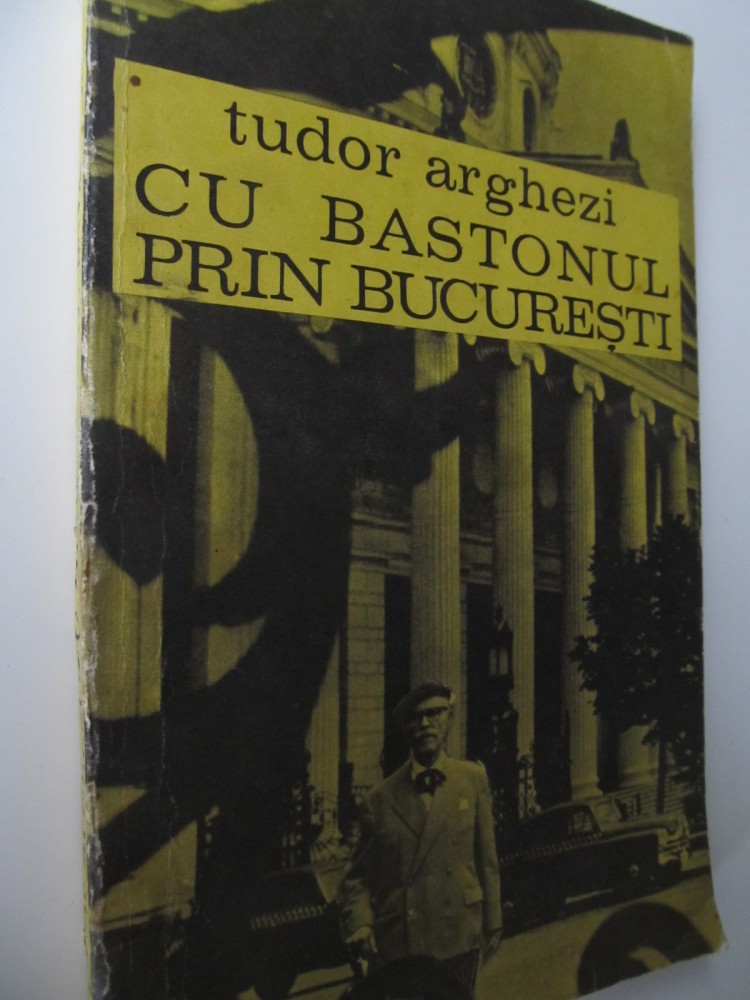 tudor arghezi
CU BASTONUL
PRIN BUCUREȘTI